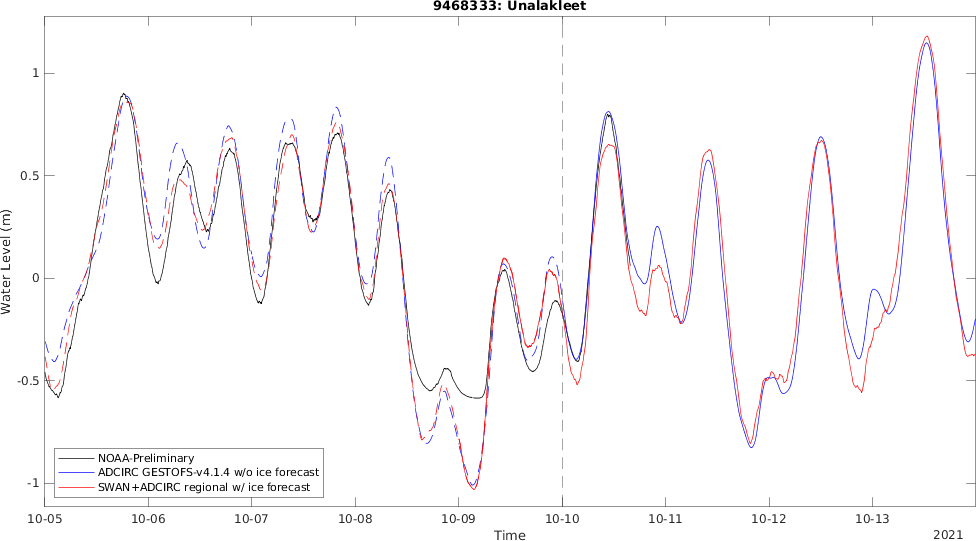 9468333: Unalakleet
Water Level (m)
1
0.5
0
-0.5
-1
NOAA-Preliminary
ADCIRC GESTOFS-v4.1.4 w/o ice forecast
SWAN+ADCIRC regional w/ ice forecast
10-05 10-06 10-07 10-08 10-09 10-10 10-11 10-12 10-13
Time
2021